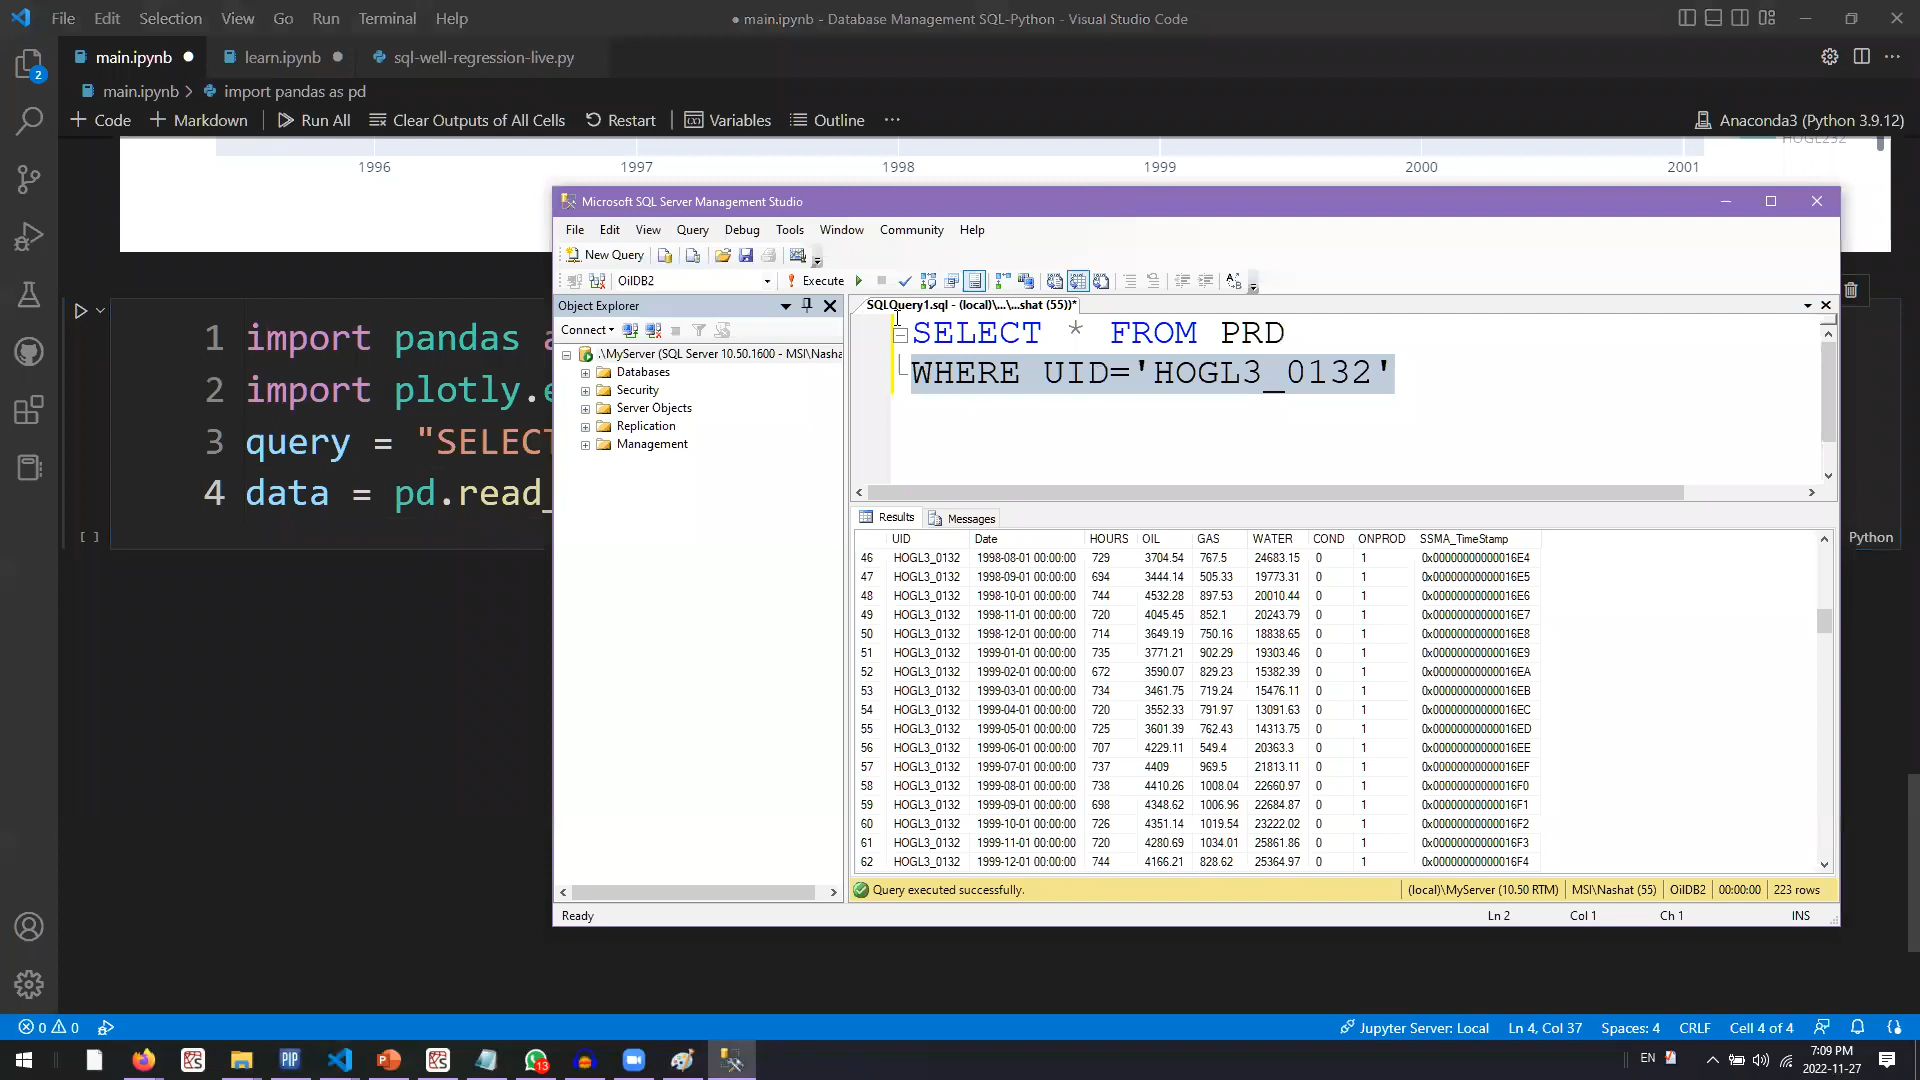 File Edit Selection View Go Run Terminal Help
● main.ipynb - Database Management SQL-Python - Visual Studio Code
main.ipynb ● learn.ipynb ● sql-well-regression-live.py
main.ipynb > import pandas as pd
+ Code + Markdown Run All Clear Outputs of All Cells Restart Variables Outline ...
Anaconda3 (Python 3.9.12)
2
HOGL232
1996 1997 1998 1999 2000 2001
1 import pandas a
2 import plotly.e
3 query = "SELECT
4 data = pd.read_
[ ]
Python
Microsoft SQL Server Management Studio
File Edit View Query Debug Tools Window Community Help
New Query
OilDB2
Execute
Object Explorer
Connect
.\MyServer (SQL Server 10.50.1600 - MSI\Nasha
Databases
Security
Server Objects
Replication
Management
SQLQuery1.sql - (local)\...\...shat (55))*
SELECT * FROM PRD
WHERE UID='HOGL3_0132'
Results Messages
UID Date HOURS OIL GAS WATER COND ONPROD SSMA_TimeStamp
46 HOGL3_0132 1998-08-01 00:00:00 729 3704.54 767.5 24683.15 0 1 0x00000000000016E4
47 HOGL3_0132 1998-09-01 00:00:00 694 3444.14 505.33 19773.31 0 1 0x00000000000016E5
48 HOGL3_0132 1998-10-01 00:00:00 744 4532.28 897.53 20010.44 0 1 0x00000000000016E6
49 HOGL3_0132 1998-11-01 00:00:00 720 4045.45 852.1 20243.79 0 1 0x00000000000016E7
50 HOGL3_0132 1998-12-01 00:00:00 714 3649.19 750.16 18838.65 0 1 0x00000000000016E8
51 HOGL3_0132 1999-01-01 00:00:00 735 3771.21 902.29 19303.46 0 1 0x00000000000016E9
52 HOGL3_0132 1999-02-01 00:00:00 672 3590.07 829.23 15382.39 0 1 0x00000000000016EA
53 HOGL3_0132 1999-03-01 00:00:00 734 3461.75 719.24 15476.11 0 1 0x00000000000016EB
54 HOGL3_0132 1999-04-01 00:00:00 720 3552.33 791.97 13091.63 0 1 0x00000000000016EC
55 HOGL3_0132 1999-05-01 00:00:00 725 3601.39 762.43 14313.75 0 1 0x00000000000016ED
56 HOGL3_0132 1999-06-01 00:00:00 707 4229.11 549.4 20363.3 0 1 0x00000000000016EE
57 HOGL3_0132 1999-07-01 00:00:00 737 4409 969.5 21813.11 0 1 0x00000000000016EF
58 HOGL3_0132 1999-08-01 00:00:00 738 4410.26 1008.04 22660.97 0 1 0x00000000000016F0
59 HOGL3_0132 1999-09-01 00:00:00 698 4348.62 1006.96 22684.87 0 1 0x00000000000016F1
60 HOGL3_0132 1999-10-01 00:00:00 726 4351.14 1019.54 23222.02 0 1 0x00000000000016F2
61 HOGL3_0132 1999-11-01 00:00:00 720 4280.69 1034.01 25861.86 0 1 0x00000000000016F3
62 HOGL3_0132 1999-12-01 00:00:00 744 4166.21 828.62 25364.97 0 1 0x00000000000016F4
Query executed successfully. (local)\MyServer (10.50 RTM) MSI\Nashat (55) OilDB2 00:00:00 223 rows
Ready Ln 2 Col 1 Ch 1 INS
0 0 Jupyter Server: Local Ln 4, Col 37 Spaces: 4 CRLF Cell 4 of 4
PIP 13 EN 7:09 PM
2022-11-27